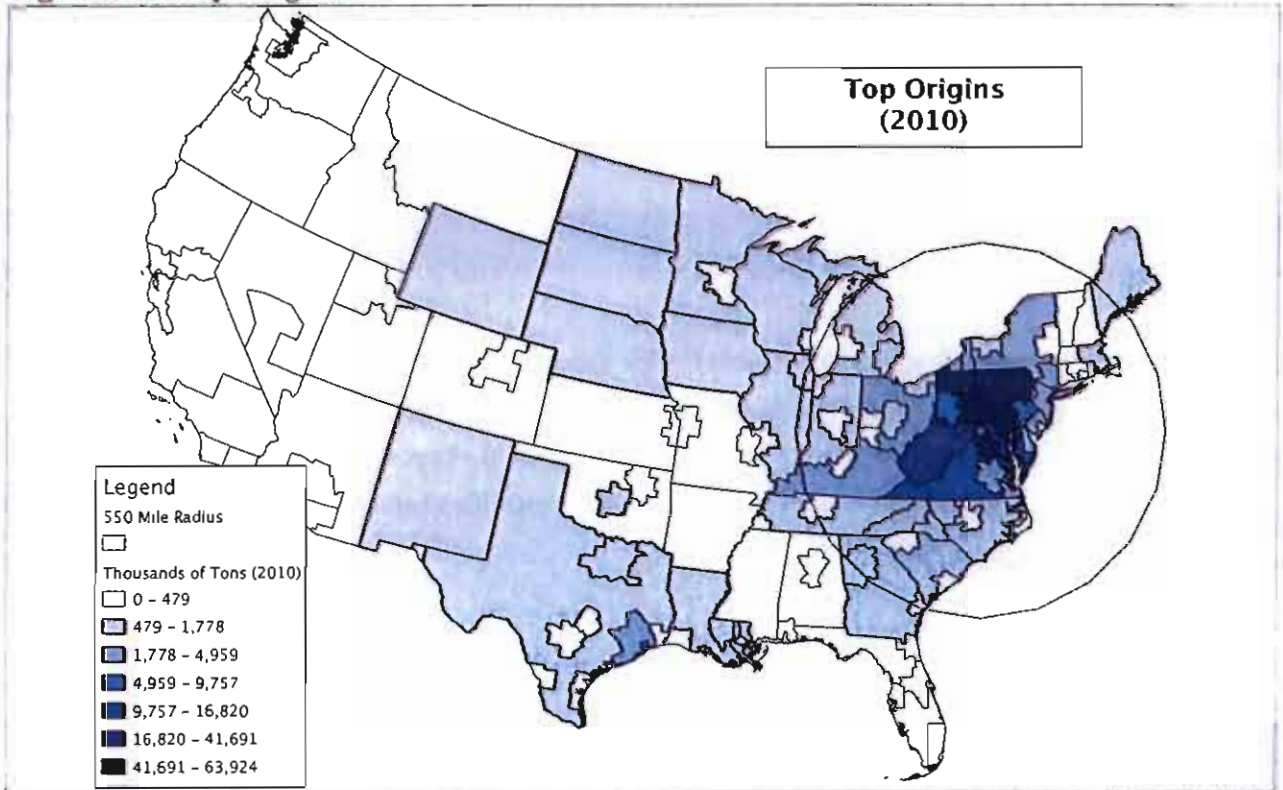 Top Origins
(2010)
Legend
550 Mile Radius
Thousands of Tons (2010)
0 - 479
479 - 1,778
1,778 - 4,959
4,959 - 9,757
9,757 - 16,820
16,820 - 41,691
41,691 - 63,924